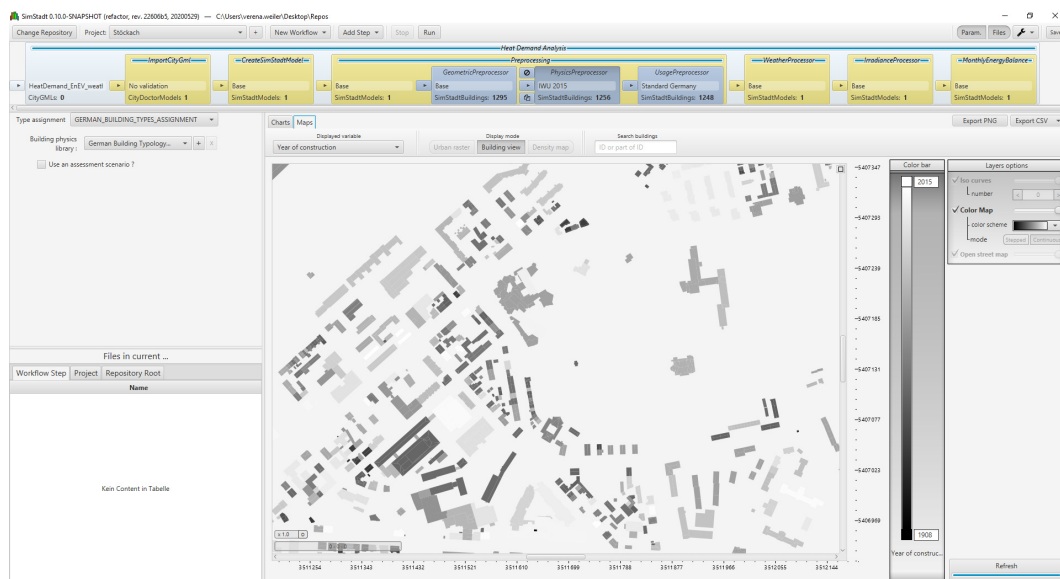 SimStadt 0.10.0-SNAPSHOT (refactor, rev. 22606b5, 20200529) — C:\Users\verena.weiler\Desktop\Repos
Change Repository Project: Stöckach + New Workflow Add Step Stop Run Param. Files Save
Heat Demand Analysis
ImportCityGml CreateSimStadtModel Preprocessing WeatherProcessor IrradianceProcessor MonthlyEnergyBalance
GeometricPreprocessor PhysicsPreprocessor UsagePreprocessor
HeatDemand_EnEV_weatl No validation Base Base Base IWU 2015 Standard Germany Base Base Base
CityGMLs: 0 CityDoctorModels: 1 SimStadtModels: 1 SimStadtModels: 1 SimStadtBuildings: 1295 SimStadtBuildings: 1256 SimStadtBuildings: 1248 SimStadtModels: 1 SimStadtModels: 1 SimStadtModels: 1
Type assignment GERMAN_BUILDING_TYPES_ASSIGNMENT
Building physics
library : German Building Typology... + x
Use an assessment scenario ?
Charts Maps Export PNG Export CSV
Displayed variable Display mode Search buildings
Year of construction Urban raster Building view Density map ID or part of ID
Color bar
2015
1908
Year of construc...
Layers options
Iso curves
number 0
Color Map
color scheme
mode Stepped Continuous
Open street map
Refresh
−5407347
−5407293
−5407239
−5407185
−5407131
−5407077
−5407023
−5406969
x 1.0
3511254 3511343 3511432 3511521 3511610 3511699 3511788 3511877 3511966 3512055 3512144
Files in current ...
Workflow Step Project Repository Root
Name
Kein Content in Tabelle